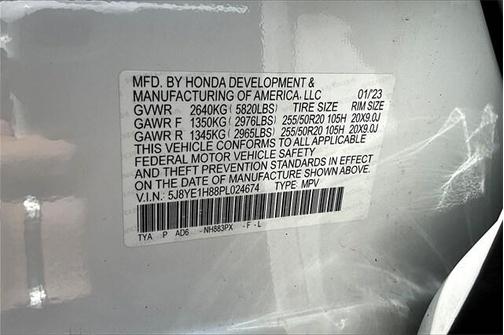 MFD. BY HONDA DEVELOPMENT &
MANUFACTURING OF AMERICA, LLC 01/23
GVWR 2640KG (5820LBS) TIRE SIZE RIM SIZE
GAWR F 1350KG (2976LBS) 255/50R20 105H 20X9.0J
GAWR R 1345KG (2965LBS) 255/50R20 105H 20X9.0J
THIS VEHICLE CONFORMS TO ALL APPLICABLE
FEDERAL MOTOR VEHICLE SAFETY
AND THEFT PREVENTION STANDARDS IN EFFECT
ON THE DATE OF MANUFACTURE SHOWN ABOVE.
V.I.N.: 5J8YE1H88PL024674 TYPE: MPV
TYA P AD6 -NH883PX -F-L